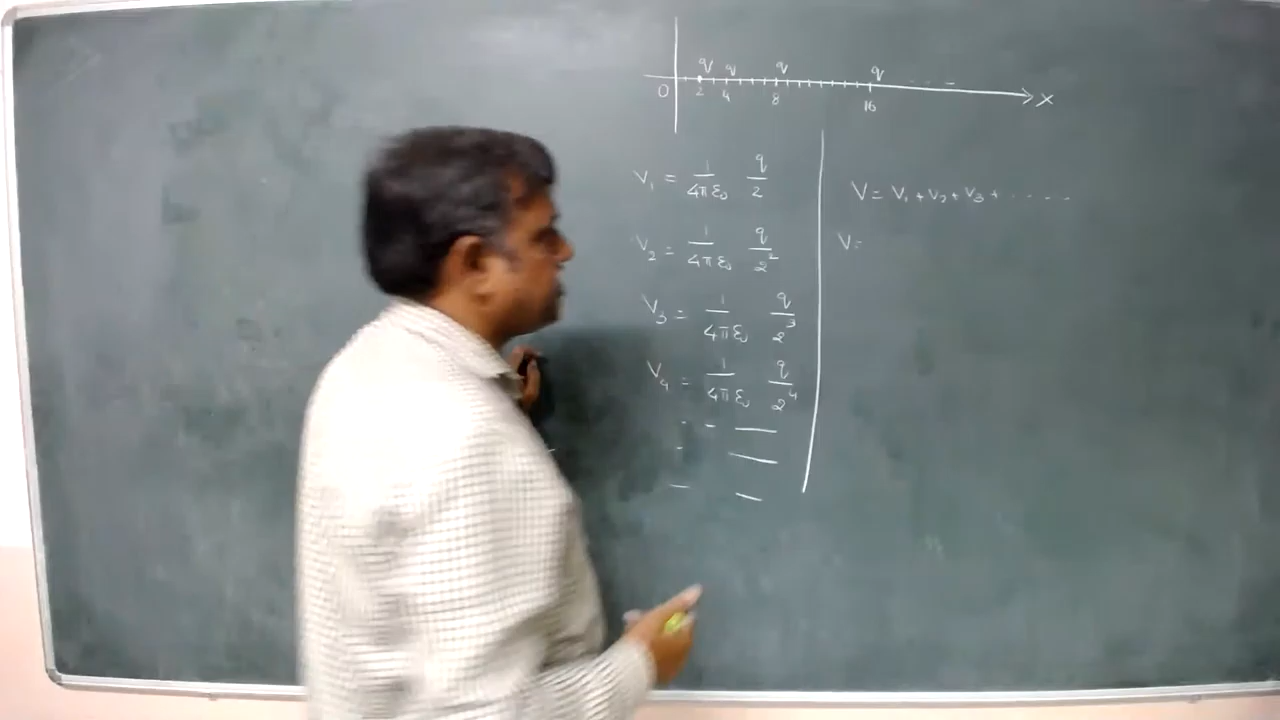 q q q q - - -
0 2 4 8 16 x
V₁ = 1/4πε₀ q/2
V₂ = 1/4πε₀ q/2²
V₃ = 1/4πε₀ q/2³
V₄ = 1/4πε₀ q/2⁴
V = V₁ + V₂ + V₃ + - - - - -
V =